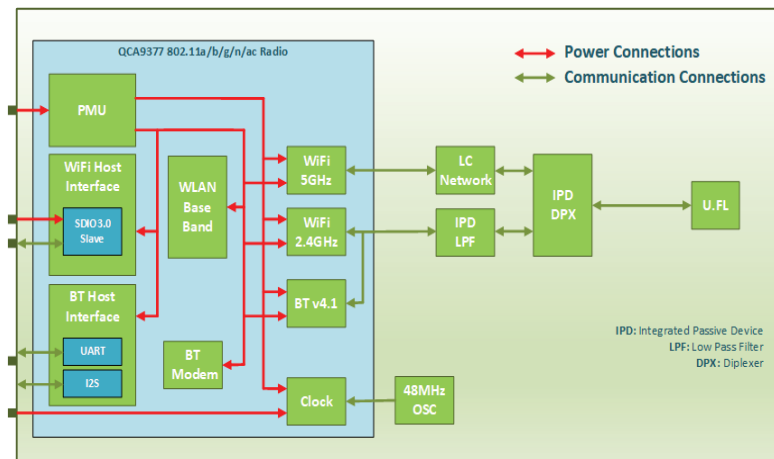 QCA9377 802.11a/b/g/n/ac Radio
Power Connections
Communication Connections
PMU
WiFi Host
Interface
SDIO3.0
Slave
WLAN
Base
Band
WiFi
5GHz
WiFi
2.4GHz
LC
Network
IPD
LPF
IPD
DPX
U.FL
BT Host
Interface
UART
I2S
BT v4.1
BT
Modem
Clock
48MHz
OSC
IPD: Integrated Passive Device
LPF: Low Pass Filter
DPX: Diplexer